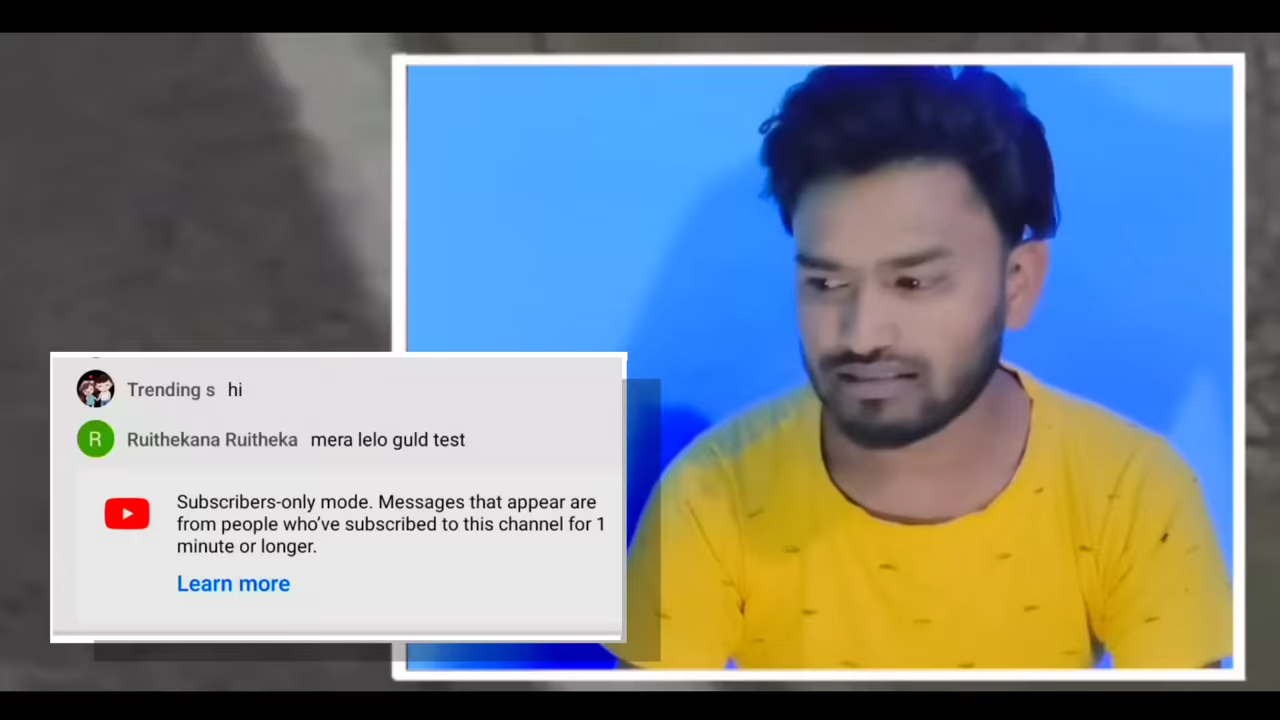 Trending s hi
R Ruithekana Ruitheka mera lelo guld test
Subscribers-only mode. Messages that appear are
from people who’ve subscribed to this channel for 1
minute or longer.
Learn more